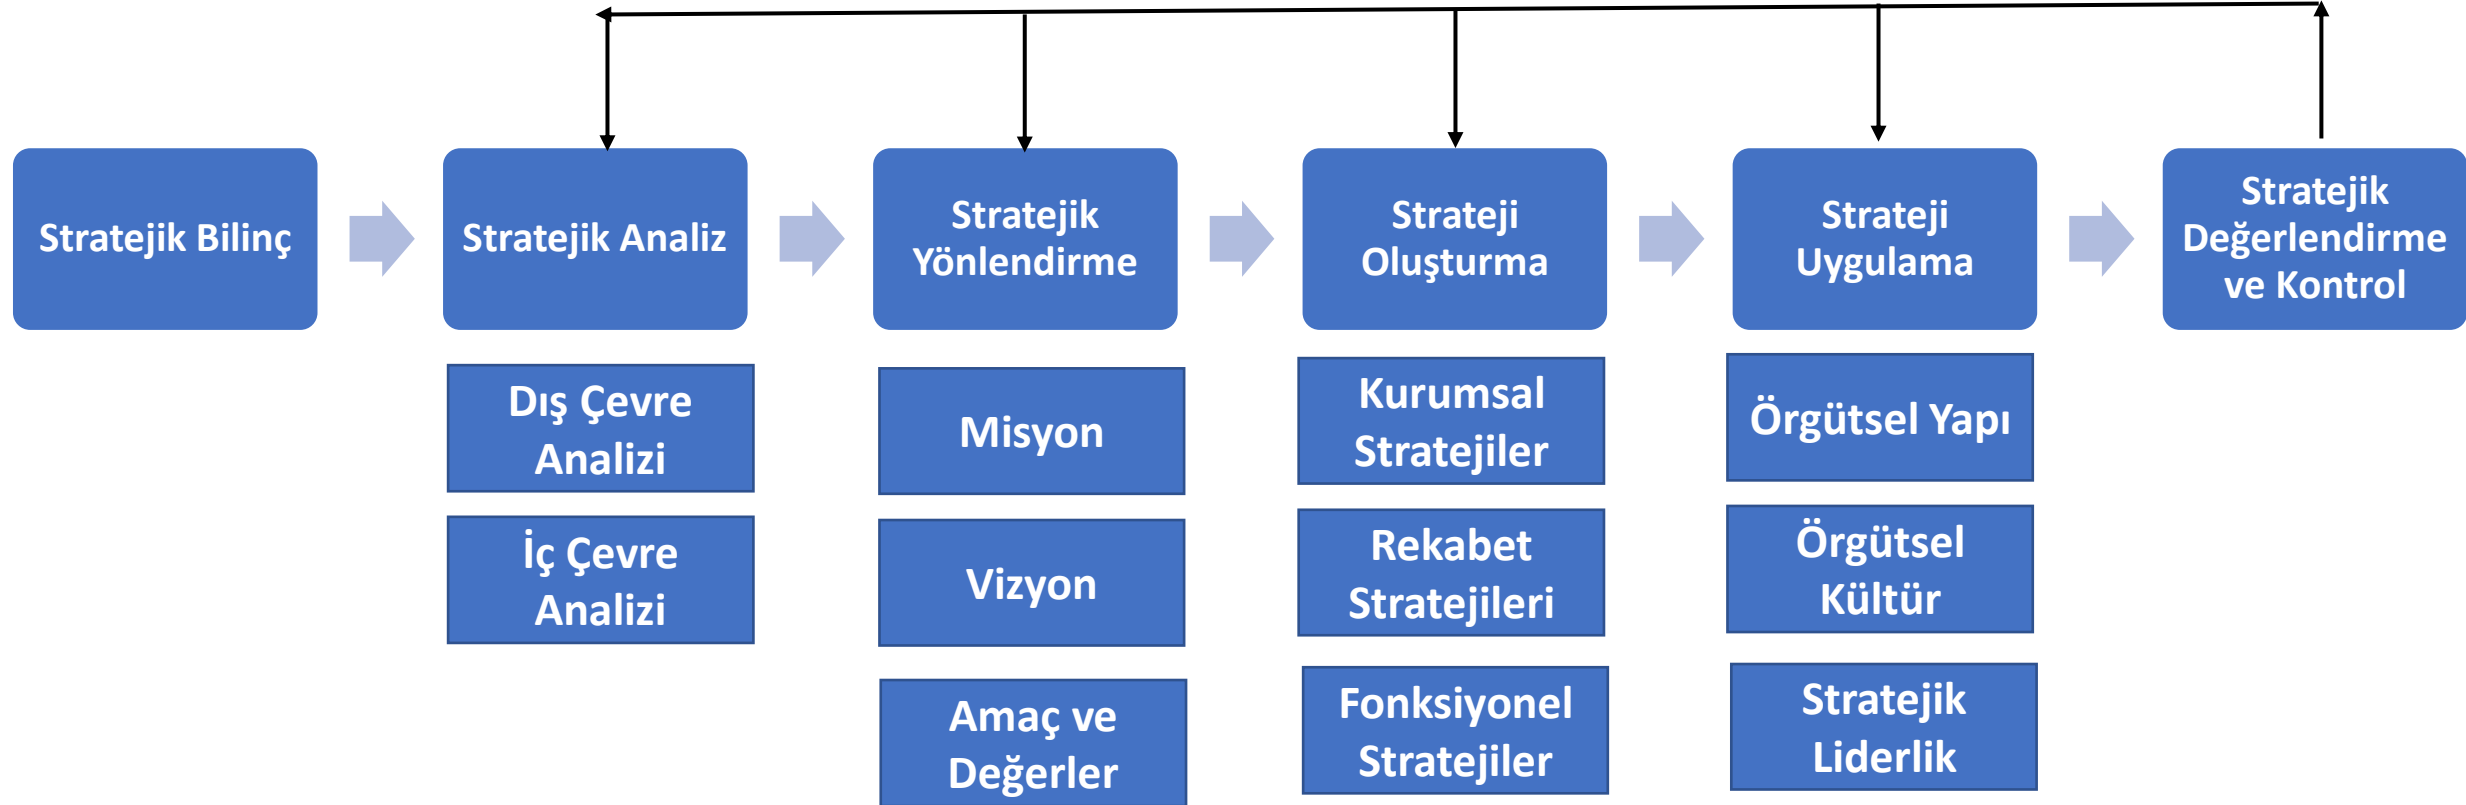 Stratejik Bilinç
Stratejik Analiz
Stratejik
Yönlendirme
Strateji
Oluşturma
Strateji
Uygulama
Stratejik
Değerlendirme
ve Kontrol
Dış Çevre
Analizi
İç Çevre
Analizi
Misyon
Vizyon
Amaç ve
Değerler
Kurumsal
Stratejiler
Rekabet
Stratejileri
Fonksiyonel
Stratejiler
Örgütsel Yapı
Örgütsel
Kültür
Stratejik
Liderlik